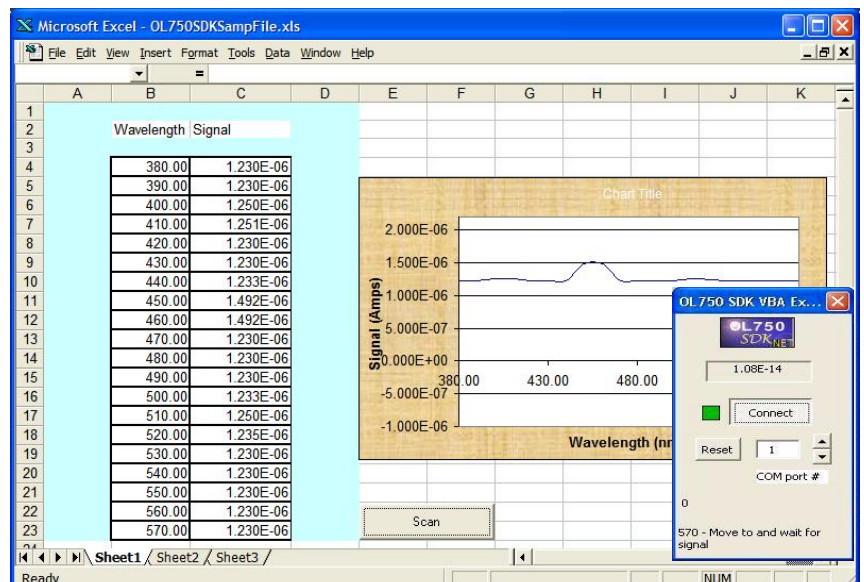 Microsoft Excel - OL750SDKSampFile.xls
File Edit View Insert Format Tools Data Window Help
=
A B C D E F G H I J K
1
2 Wavelength Signal
3
4 380.00 1.230E-06
5 390.00 1.230E-06
6 400.00 1.250E-06
7 410.00 1.251E-06
8 420.00 1.230E-06
9 430.00 1.230E-06
10 440.00 1.233E-06
11 450.00 1.492E-06
12 460.00 1.492E-06
13 470.00 1.230E-06
14 480.00 1.230E-06
15 490.00 1.230E-06
16 500.00 1.233E-06
17 510.00 1.250E-06
18 520.00 1.235E-06
19 530.00 1.230E-06
20 540.00 1.230E-06
21 550.00 1.230E-06
22 560.00 1.230E-06
23 570.00 1.230E-06
Chart Title
2.000E-06
1.500E-06
1.000E-06
5.000E-07
0.000E+00
-5.000E-07
-1.000E-06
Signal (Amps)
380.00 430.00 480.00
Wavelength (nm
Scan
OL750 SDK VBA Ex...
OL750
SDK.NET
1.08E-14
Connect
Reset 1
COM port #
0
570 - Move to and wait for
signal
Sheet1 Sheet2 Sheet3
Ready NUM